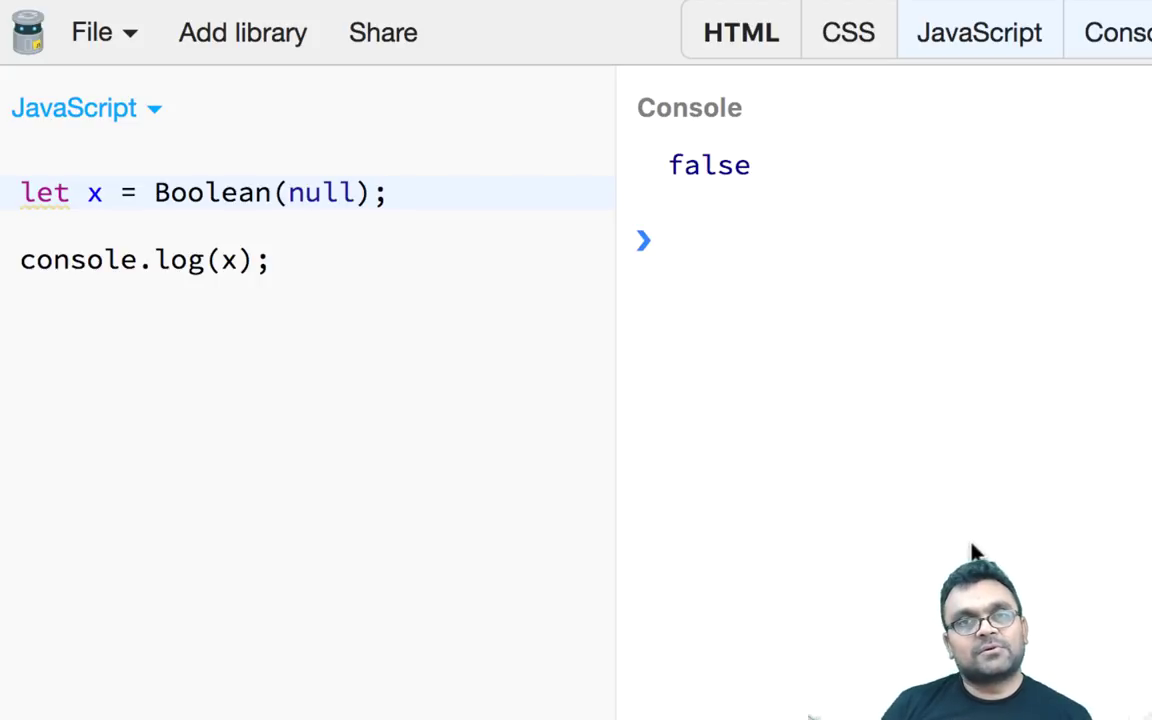 File Add library Share HTML CSS JavaScript Conso
JavaScript
Console
false
let x = Boolean(null);
console.log(x);